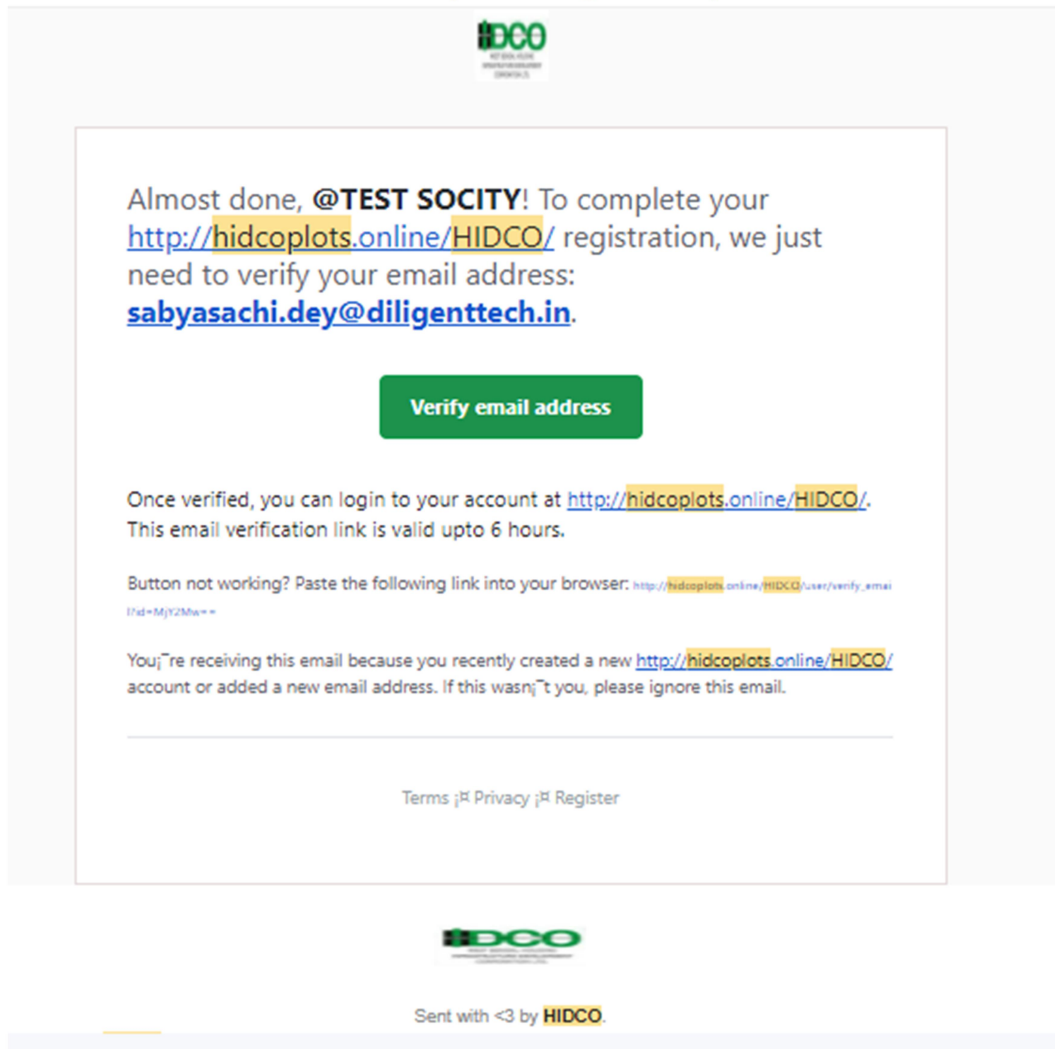 HIDCO
Almost done, @TEST SOCITY! To complete your
http://hidcoplots.online/HIDCO/ registration, we just
need to verify your email address:
sabyasachi.dey@diligenttech.in.
Verify email address
Once verified, you can login to your account at http://hidcoplots.online/HIDCO/.
This email verification link is valid upto 6 hours.
Button not working? Paste the following link into your browser: http://hidcoplots.online/HIDCO/user/verify_emai
l?id=MjY2Mw==
You¡¯re receiving this email because you recently created a new http://hidcoplots.online/HIDCO/
account or added a new email address. If this wasn¡¯t you, please ignore this email.
Terms ¡¤ Privacy ¡¤ Register
HIDCO
Sent with <3 by HIDCO.